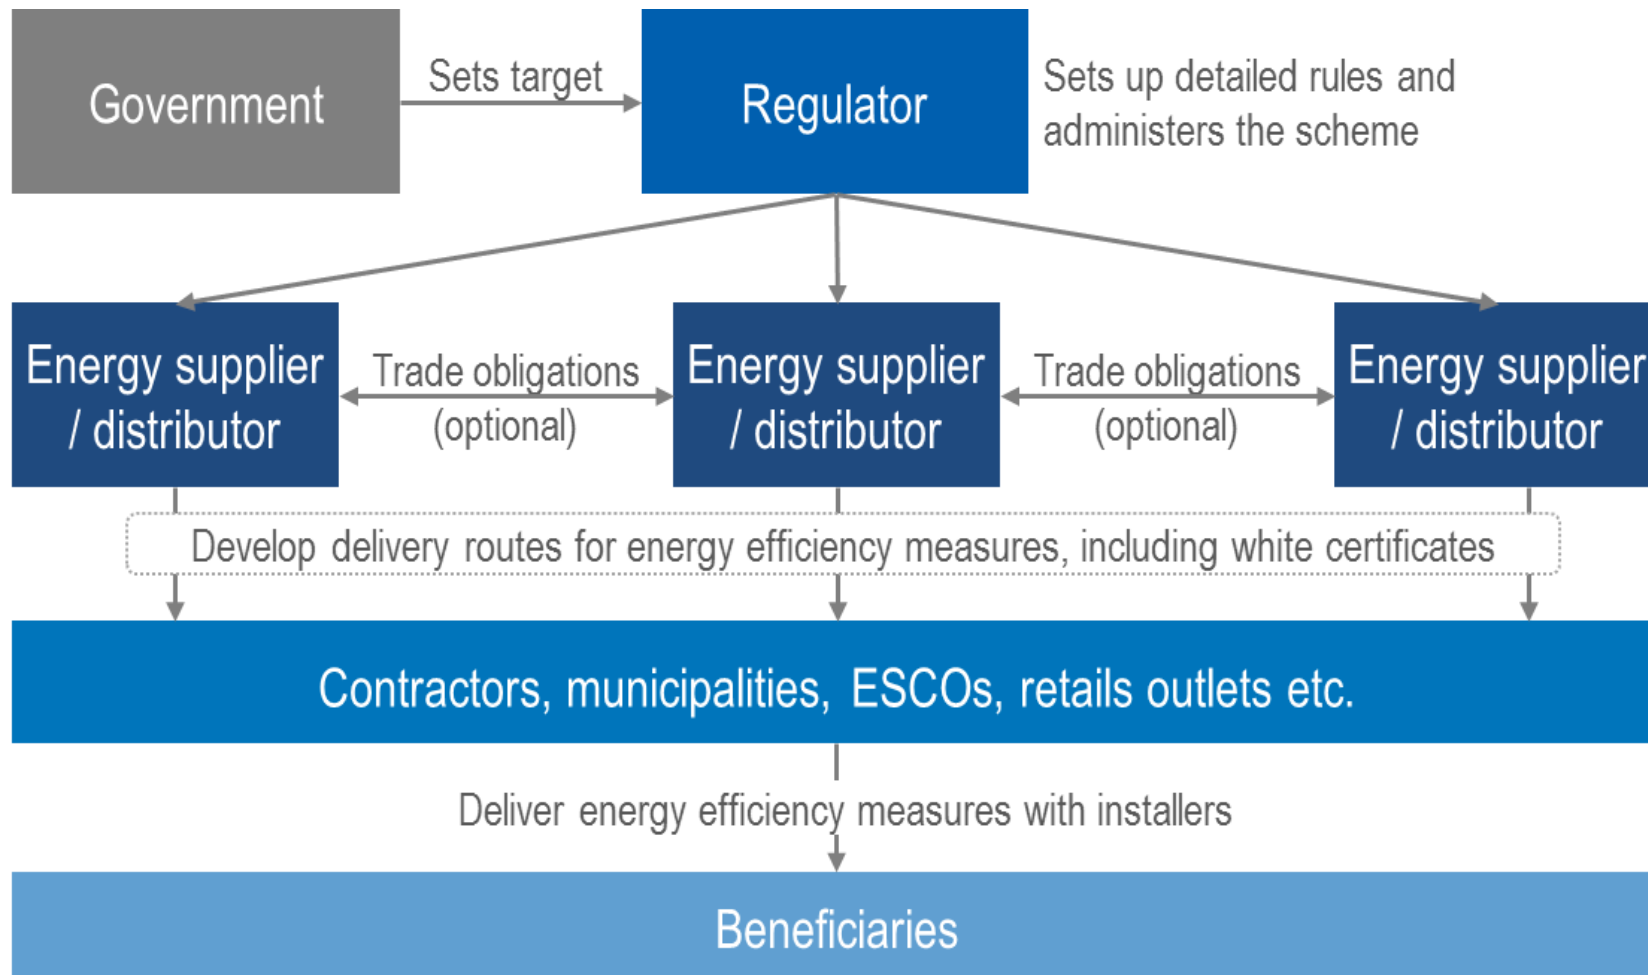 Government
Sets target
Regulator
Sets up detailed rules and
administers the scheme
Energy supplier
/ distributor
Trade obligations
(optional)
Energy supplier
/ distributor
Trade obligations
(optional)
Energy supplier
/ distributor
Develop delivery routes for energy efficiency measures, including white certificates
Contractors, municipalities, ESCOs, retails outlets etc.
Deliver energy efficiency measures with installers
Beneficiaries